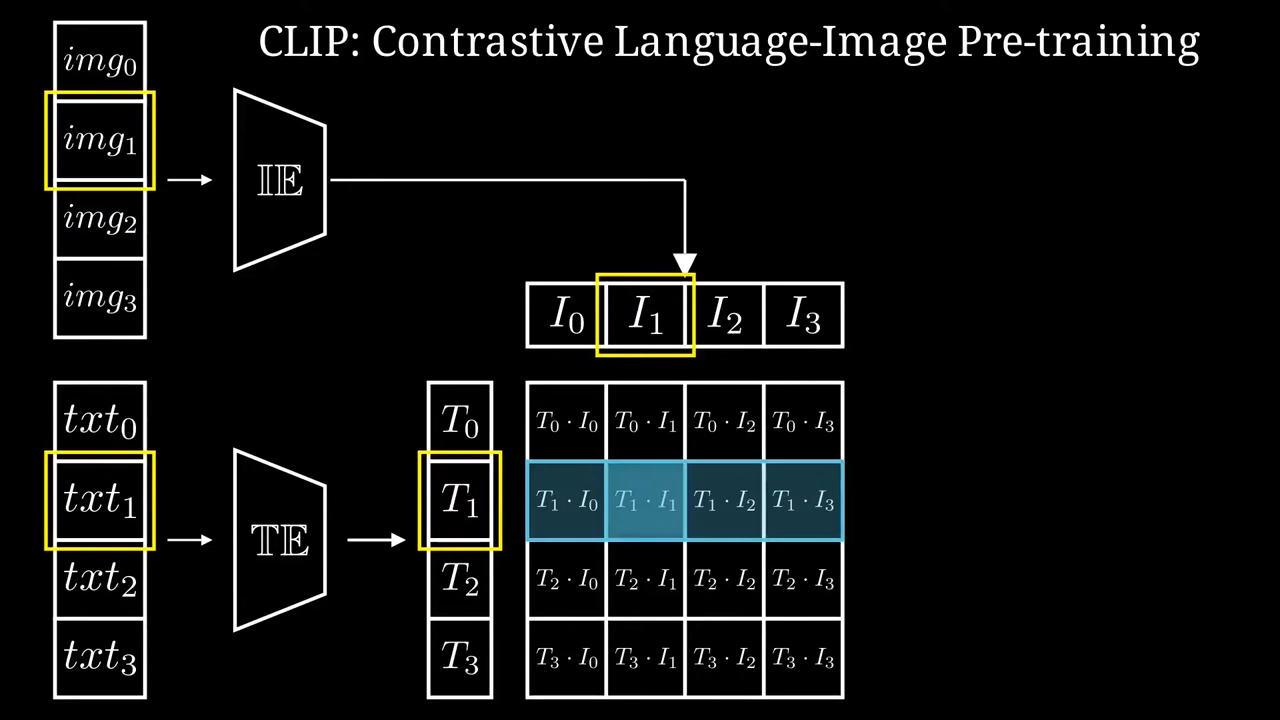 CLIP: Contrastive Language-Image Pre-training
img₀
img₁
img₂
img₃
𝕀𝔼
I₀ I₁ I₂ I₃
txt₀
txt₁
txt₂
txt₃
𝕋𝔼
T₀
T₁
T₂
T₃
T₀ · I₀ T₀ · I₁ T₀ · I₂ T₀ · I₃
T₁ · I₀ T₁ · I₁ T₁ · I₂ T₁ · I₃
T₂ · I₀ T₂ · I₁ T₂ · I₂ T₂ · I₃
T₃ · I₀ T₃ · I₁ T₃ · I₂ T₃ · I₃